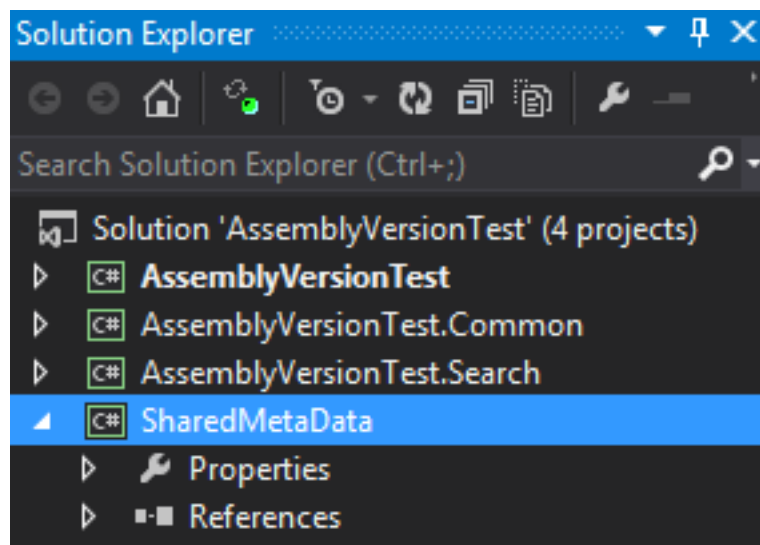 Solution Explorer
Search Solution Explorer (Ctrl+;)
Solution 'AssemblyVersionTest' (4 projects)
C# AssemblyVersionTest
C# AssemblyVersionTest.Common
C# AssemblyVersionTest.Search
C# SharedMetaData
Properties
References